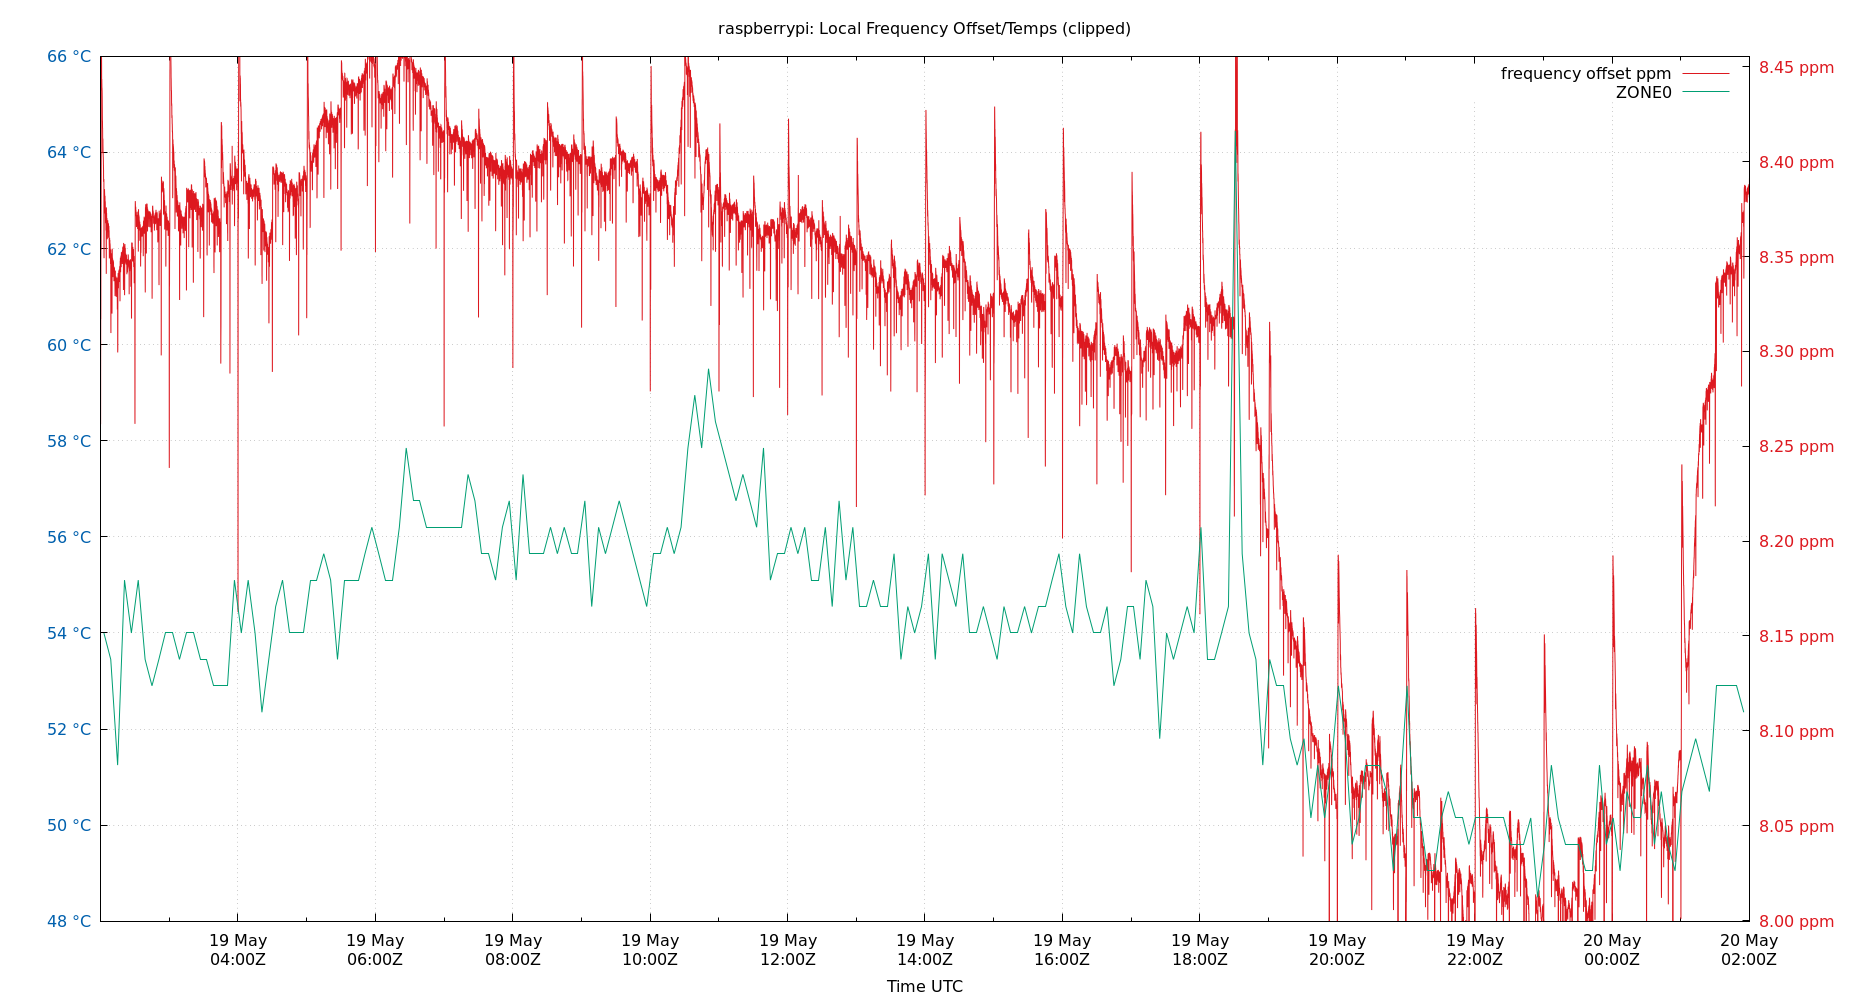 raspberrypi: Local Frequency Offset/Temps (clipped)
frequency offset ppm
ZONE0
66 °C
64 °C
62 °C
60 °C
58 °C
56 °C
54 °C
52 °C
50 °C
48 °C
8.45 ppm
8.40 ppm
8.35 ppm
8.30 ppm
8.25 ppm
8.20 ppm
8.15 ppm
8.10 ppm
8.05 ppm
8.00 ppm
19 May
04:00Z
19 May
06:00Z
19 May
08:00Z
19 May
10:00Z
19 May
12:00Z
19 May
14:00Z
19 May
16:00Z
19 May
18:00Z
19 May
20:00Z
19 May
22:00Z
20 May
00:00Z
20 May
02:00Z
Time UTC